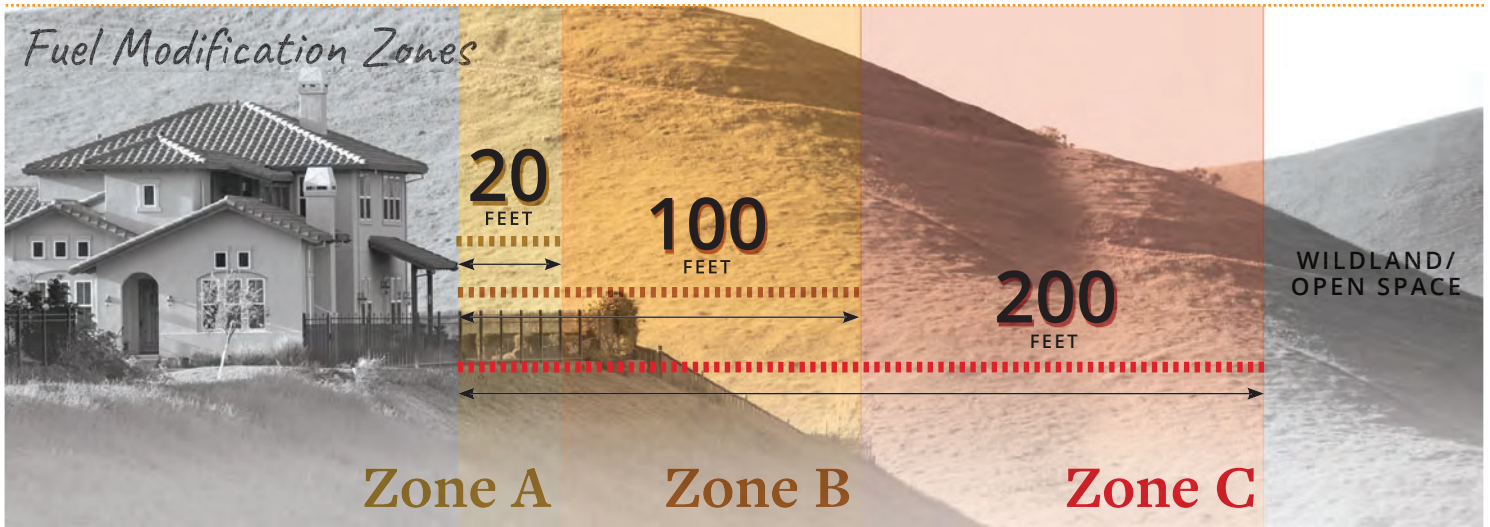 Fuel Modification Zones
20
FEET
100
FEET
200
FEET
WILDLAND/
OPEN SPACE
Zone A
Zone B
Zone C